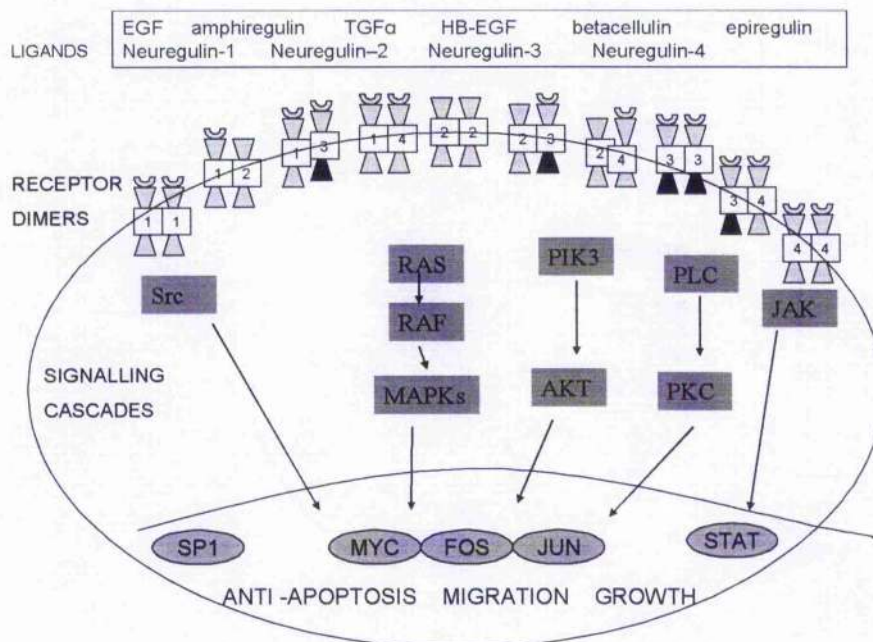 EGF amphiregulin TGFα HB-EGF betacellulin epiregulin
LIGANDS Neuregulin-1 Neuregulin–2 Neuregulin-3 Neuregulin-4
RECEPTOR
DIMERS
1 1
1 2
1 3
1 4
2 2
2 3
2 4
3 3
3 4
4 4
Src RAS PIK3 PLC JAK
RAF
SIGNALLING
CASCADES
MAPKs AKT PKC
SP1 MYC FOS JUN STAT
ANTI -APOPTOSIS MIGRATION GROWTH